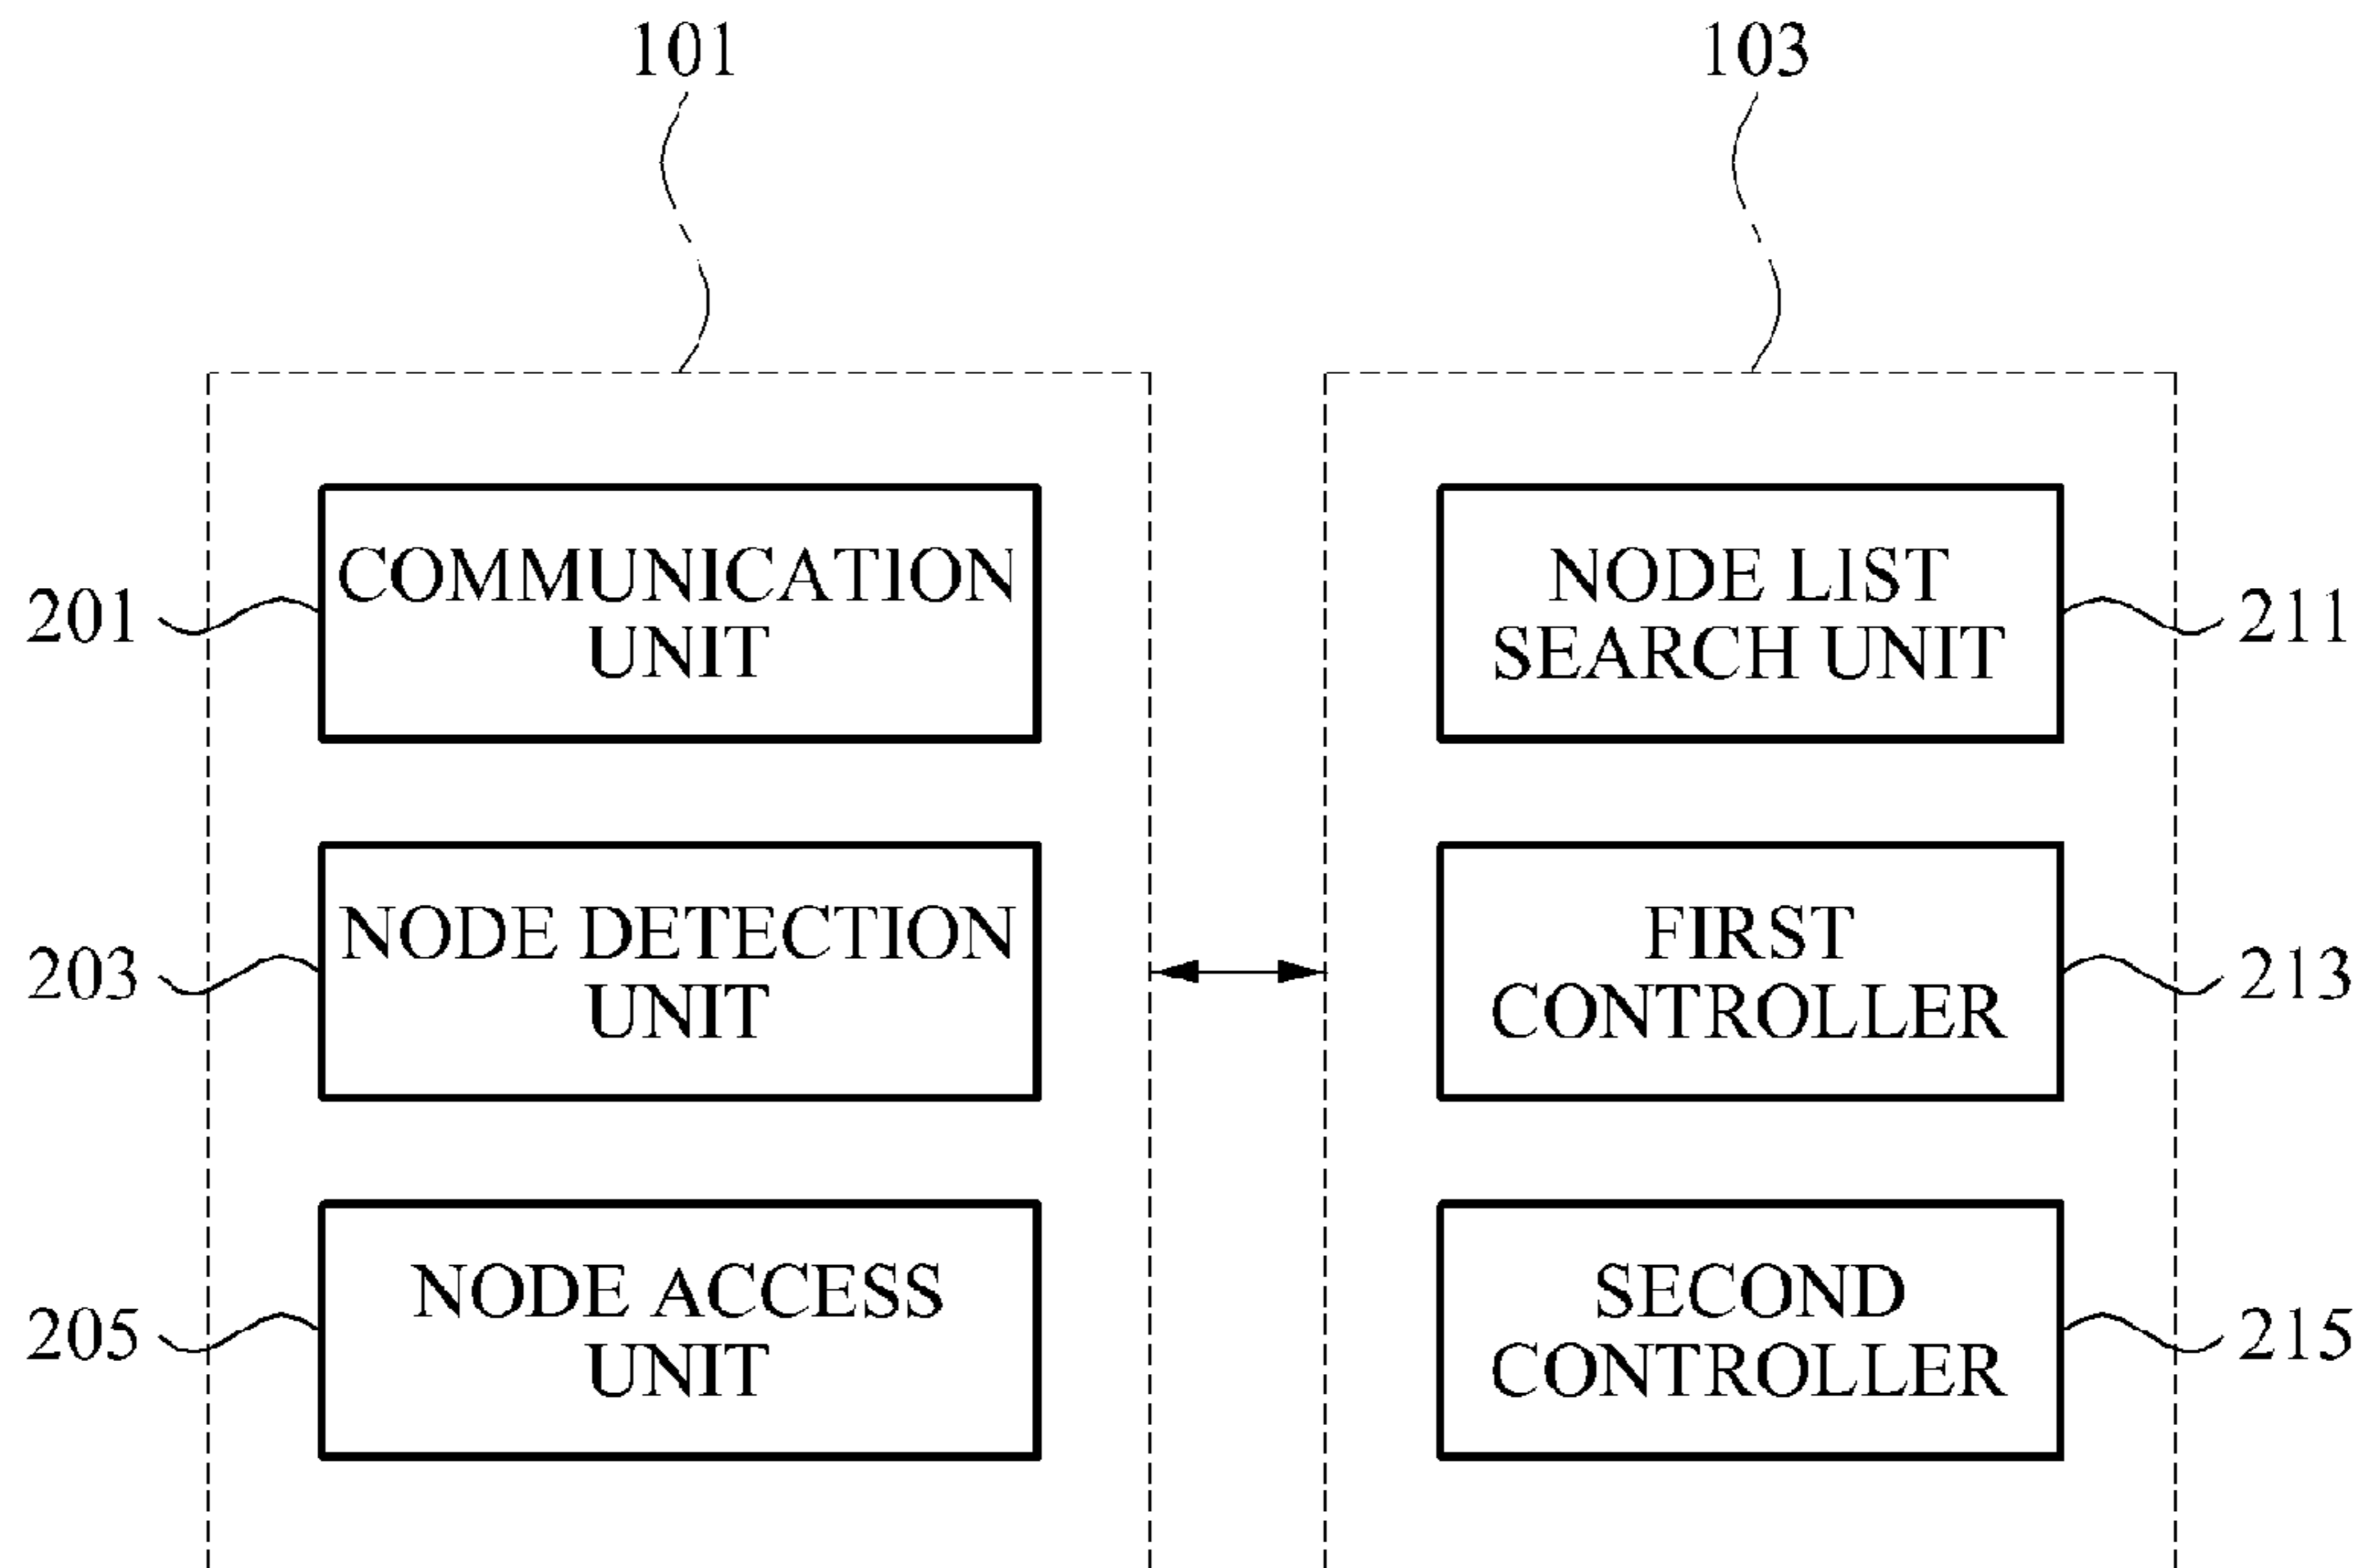 101
103
COMMUNICATION
UNIT
201
NODE LIST
SEARCH UNIT
211
NODE DETECTION
UNIT
203
FIRST
CONTROLLER
213
NODE ACCESS
UNIT
205
SECOND
CONTROLLER
215